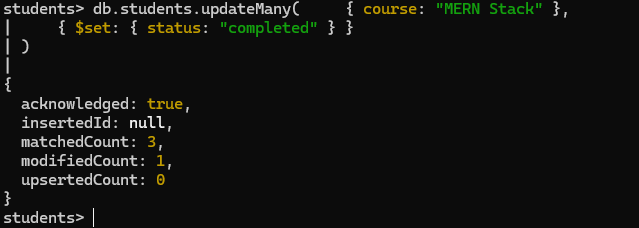 students> db.students.updateMany(     { course: "MERN Stack" },
|     { $set: { status: "completed" } }
| )
|
{
  acknowledged: true,
  insertedId: null,
  matchedCount: 3,
  modifiedCount: 1,
  upsertedCount: 0
}
students>